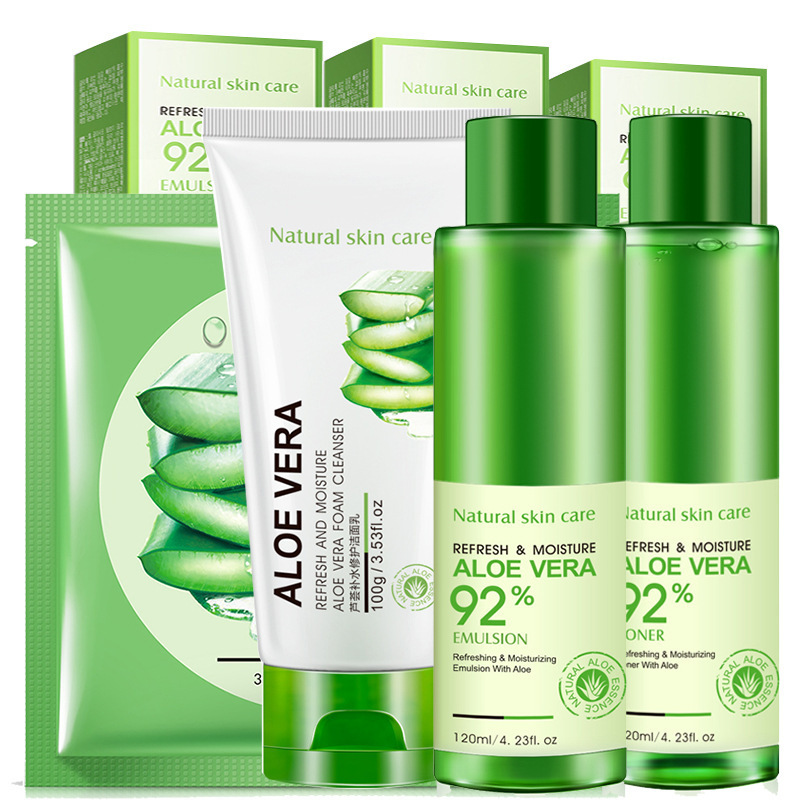 Natural skin care
REFRESH
ALOE
92
EMULS
Natural skin care
Natural skin care
Natural skin care
ALOE VERA
REFRESH AND MOISTURE
ALOE VERA FOAM CLEANSER
芦荟补水修护洁面乳
100g / 3.53fl.oz
NATURAL ALOE ESSENCE
Natural skin care
REFRESH & MOISTURE
ALOE VERA
92%
EMULSION
Refreshing & Moisturizing
Emulsion With Aloe
NATURAL ALOE ESSENCE
120ml/4. 23fl. oz
Natural skin care
REFRESH & MOISTURE
ALOE VERA
92%
ONER
efreshing & Moisturizing
ner With Aloe
NATURAL ALOE ESSENCE
20ml/4. 23fl. oz
3